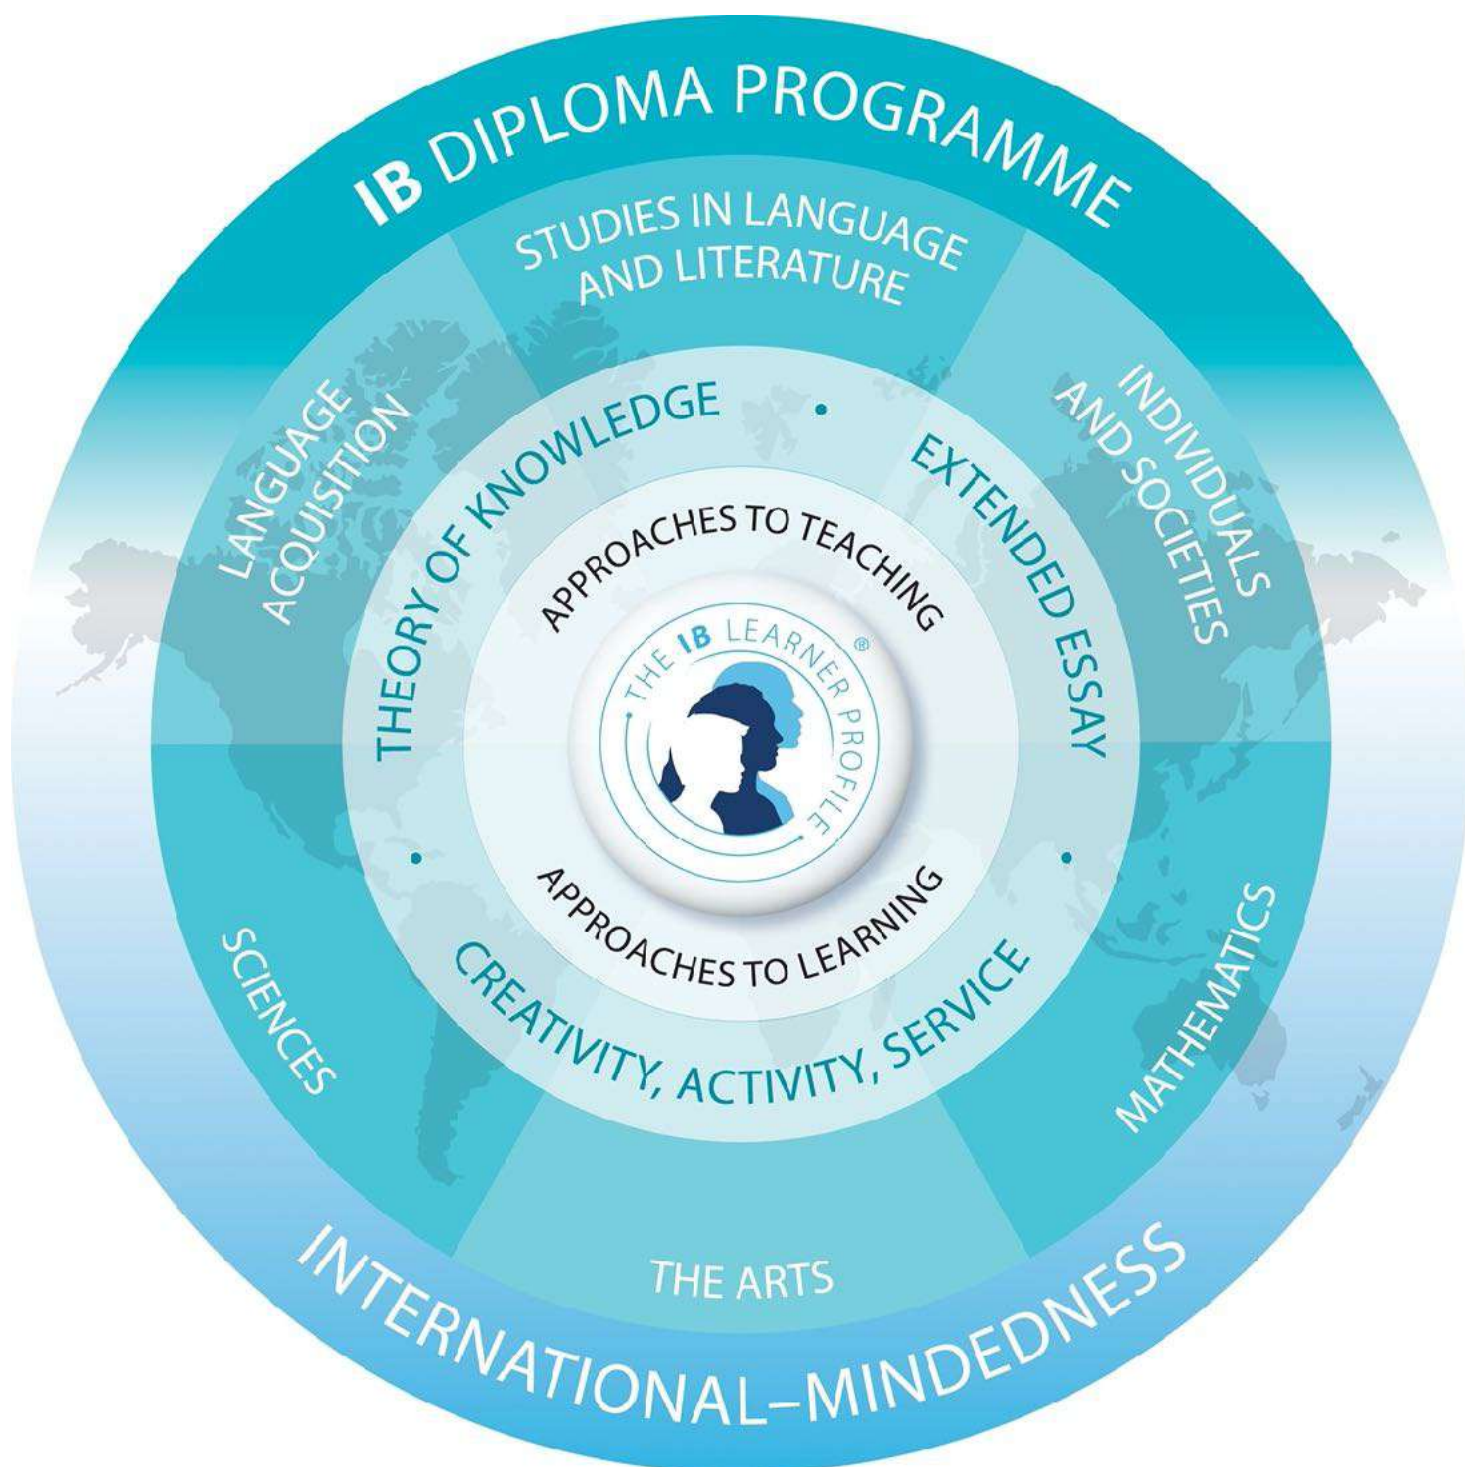 IB DIPLOMA PROGRAMME
STUDIES IN LANGUAGE
AND LITERATURE
LANGUAGE
ACQUISITION
INDIVIDUALS
AND SOCIETIES
THEORY OF KNOWLEDGE
•
EXTENDED ESSAY
APPROACHES TO TEACHING
THE IB LEARNER PROFILE ®
APPROACHES TO LEARNING
•
CREATIVITY, ACTIVITY, SERVICE
•
SCIENCES
MATHEMATICS
THE ARTS
INTERNATIONAL–MINDEDNESS